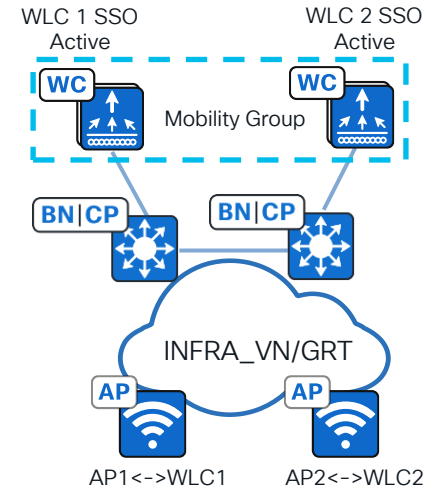 WLC 1 SSO
Active
WLC 2 SSO
Active
WC
WC
Mobility Group
BN|CP
BN|CP
INFRA_VN/GRT
AP
AP
AP1<->WLC1
AP2<->WLC2